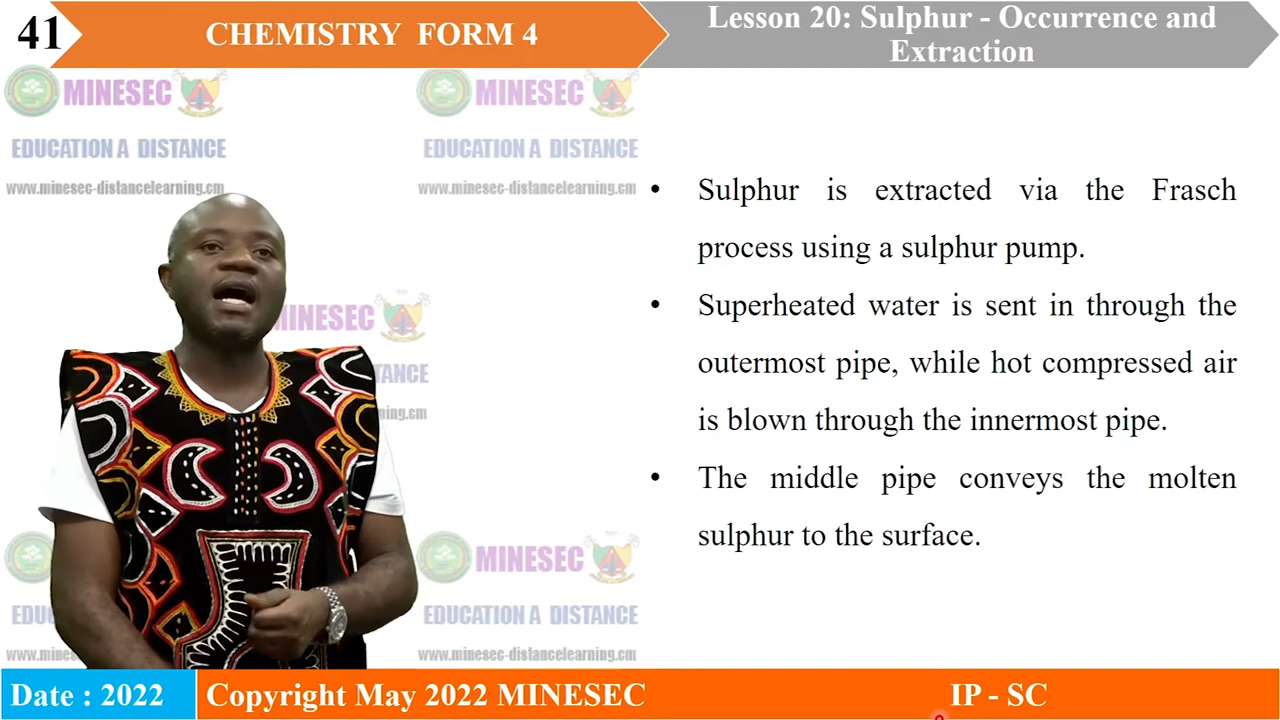 41
CHEMISTRY FORM 4
Lesson 20: Sulphur - Occurrence and
Extraction
MINESEC
EDUCATION A DISTANCE
www.minesec-distancelearning.cm
MINESEC
EDUCATION A DISTANCE
www.minesec-distancelearning.cm
• Sulphur is extracted via the Frasch
process using a sulphur pump.
• Superheated water is sent in through the
outermost pipe, while hot compressed air
is blown through the innermost pipe.
• The middle pipe conveys the molten
sulphur to the surface.
MINESEC
MINESEC
EDUCATION A DISTANCE
www.minesec-distancelearning.cm
Date : 2022
Copyright May 2022 MINESEC
IP - SC